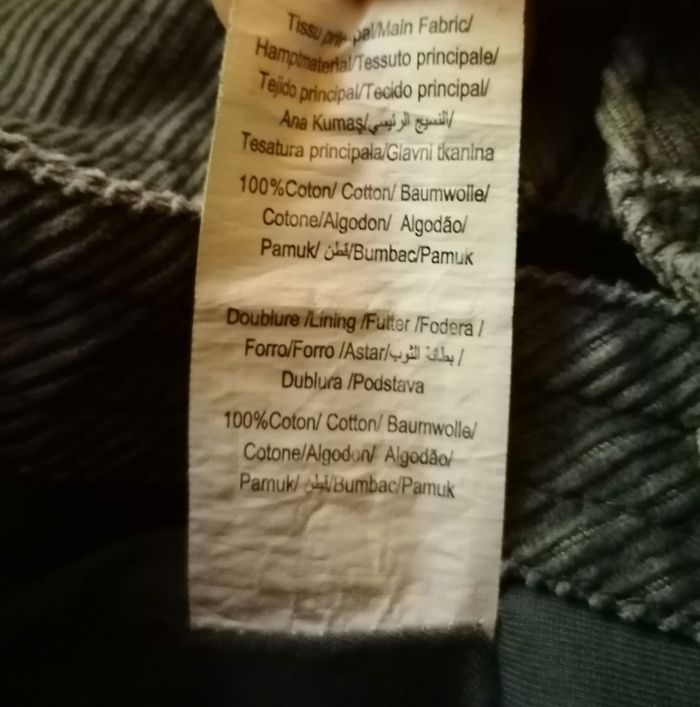 Tissu principal/Main Fabric/
Hamptmaterial/Tessuto principale/
Tejido principal/Tecido principal/
Ana Kumaş/النسيج الرئيسي/
Tesatura principala/Glavni tkanina
100%Coton/ Cotton/ Baumwolle/
Cotone/Algodon/ Algodão/
Pamuk/ قطن/Bumbac/Pamuk
Doublure /Lining /Futter /Fodera /
Forro/Forro /Astar/بطانة الثوب /
Dublura /Podstava
100%Coton/ Cotton/ Baumwolle/
Cotone/Algodon/ Algodão/
Pamuk/ قطن/Bumbac/Pamuk